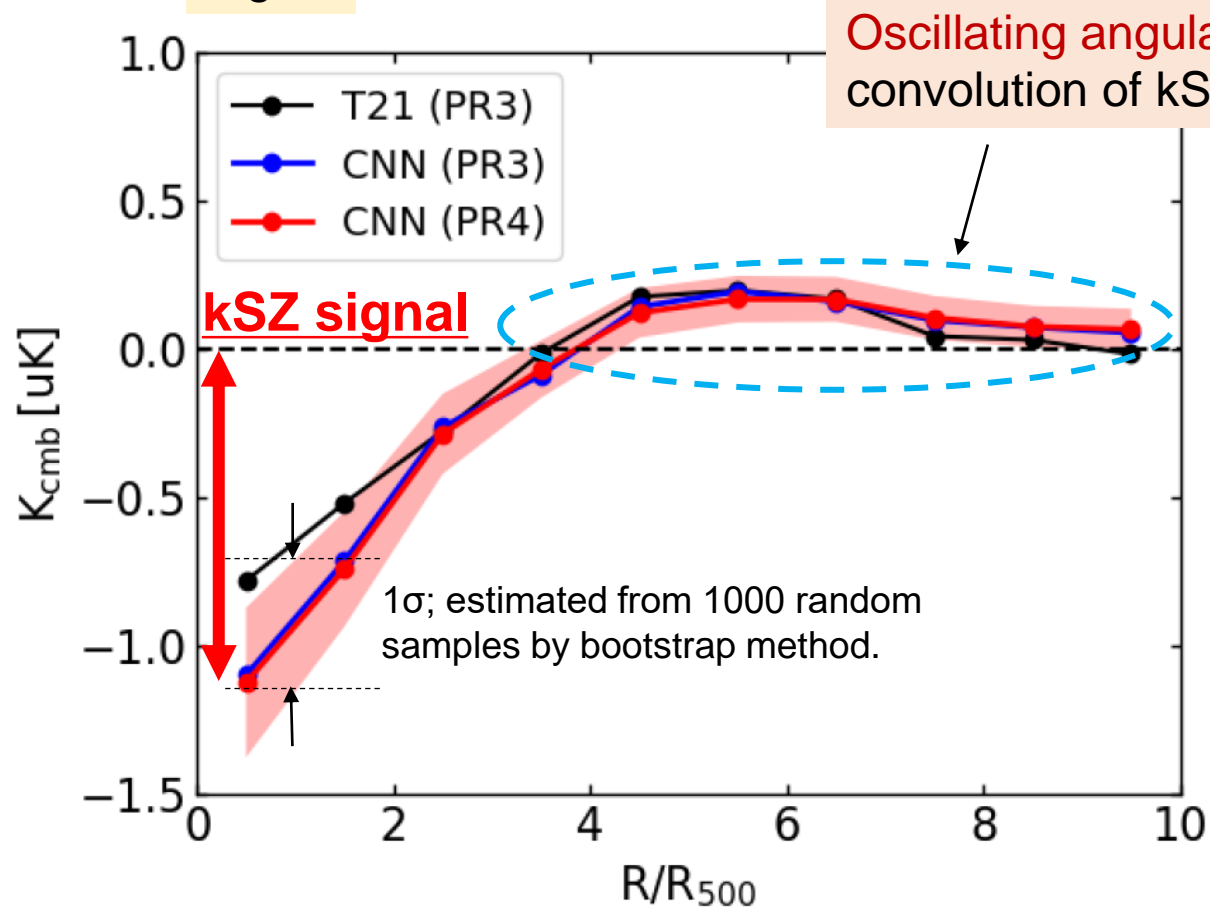 Oscillating
convolution of
1.0
T21 (PR3)
CNN (PR3)
CNN (PR4)
0.5
kSZ signal
0.0
K_cmb [uK]
−0.5
1σ; estimated from 1000 random
samples by bootstrap method.
−1.0
−1.5
0 2 4 6 8 10
R/R_500